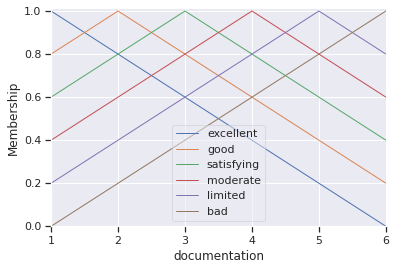 1.0
0.8
0.6
0.4
0.2
0.0
Membership
excellent
good
satisfying
moderate
limited
bad
1 2 3 4 5 6
documentation